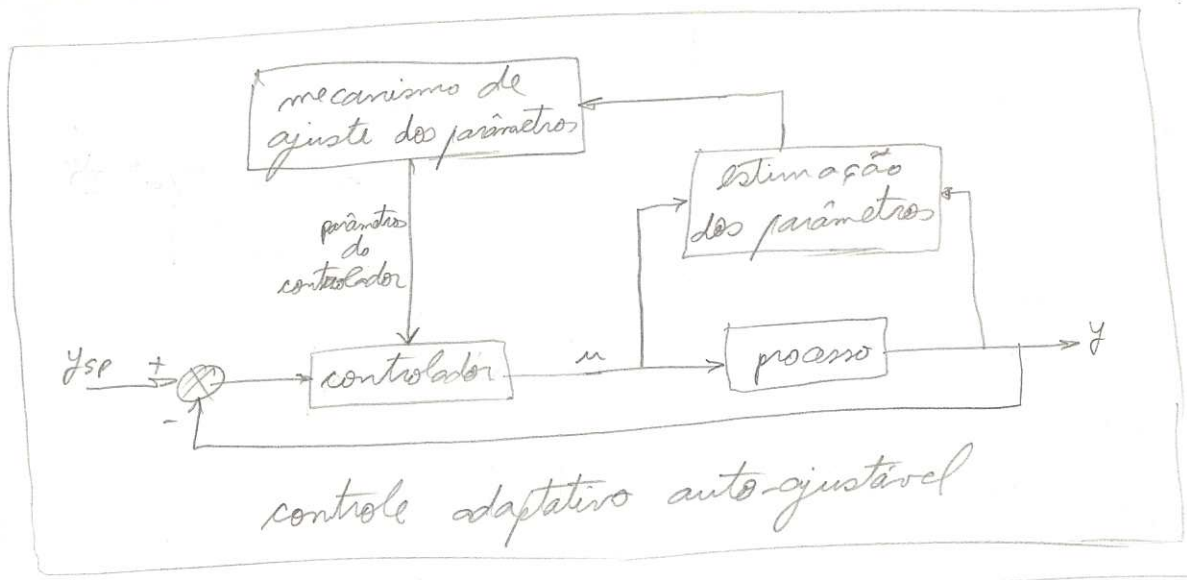 mecanismo de
ajuste dos parâmetros
estimação
dos parâmetros
parâmetros
do
controlador
ysp
+
-
controlador
u
processo
y
controle adaptativo auto-ajustável